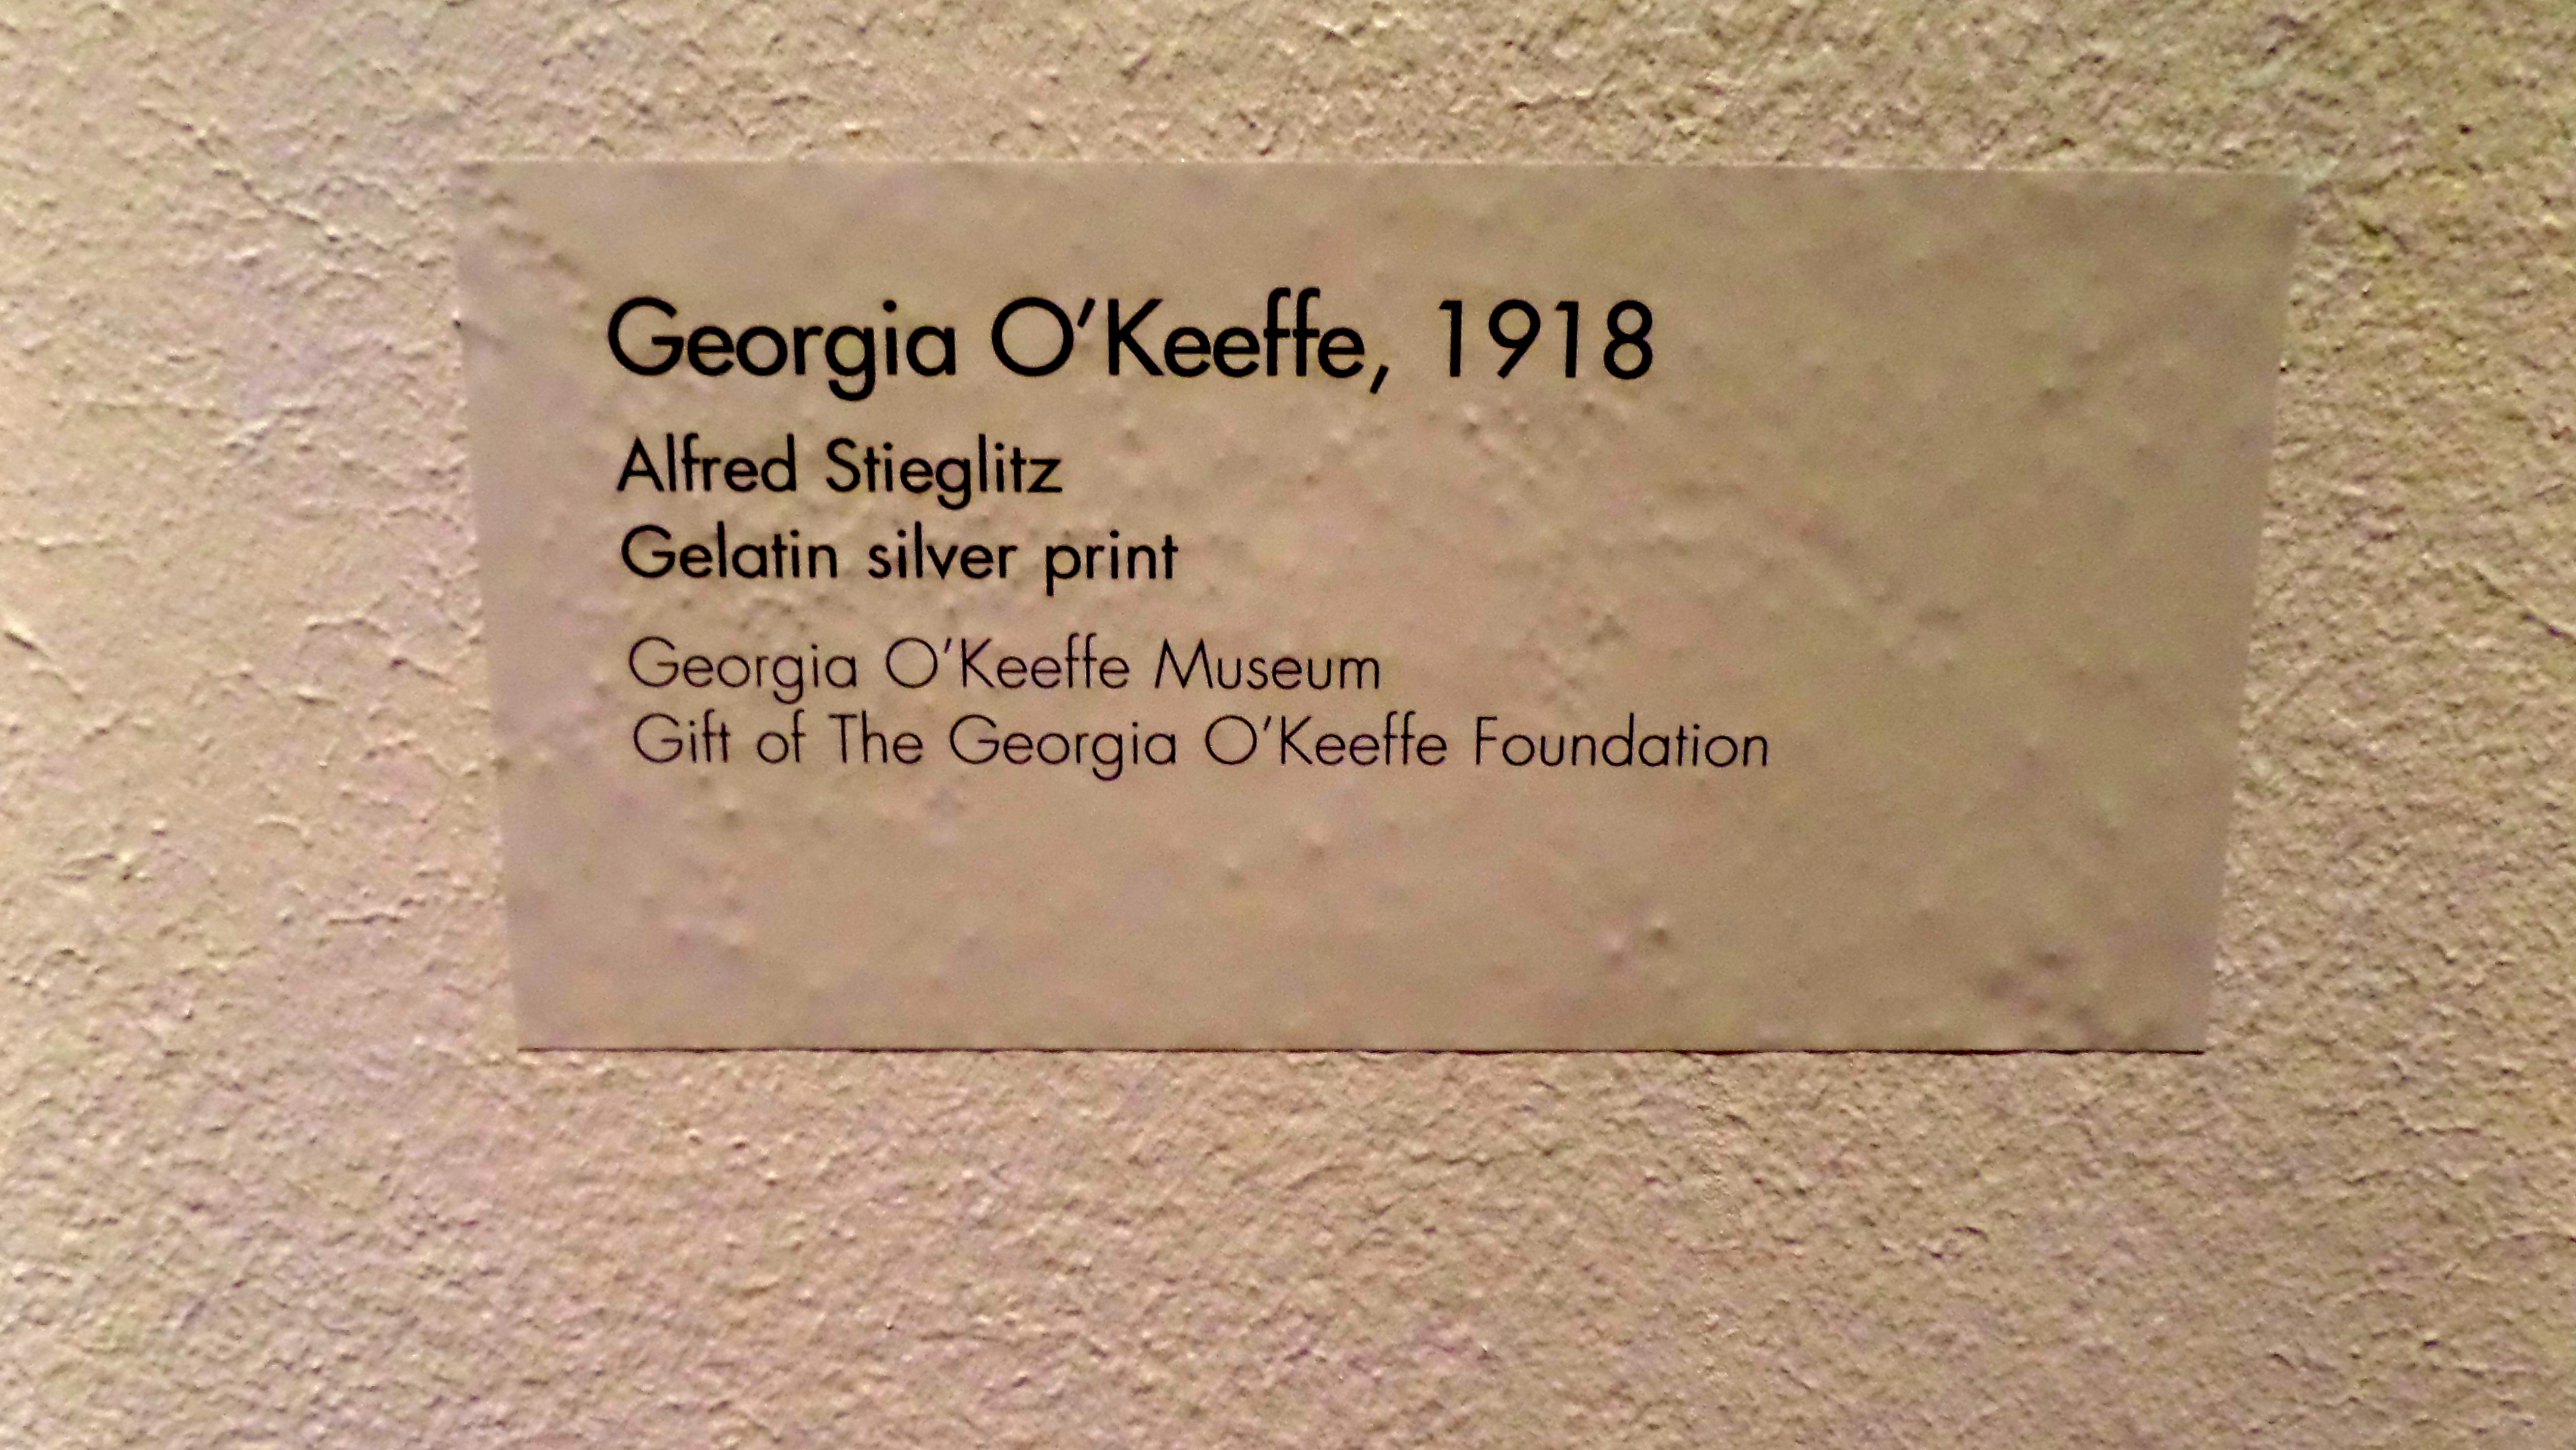 Georgia O'Keeffe, 1918
Alfred Stieglitz
Gelatin silver print
Georgia O'Keeffe Museum
Gift of The Georgia O'Keeffe Foundation